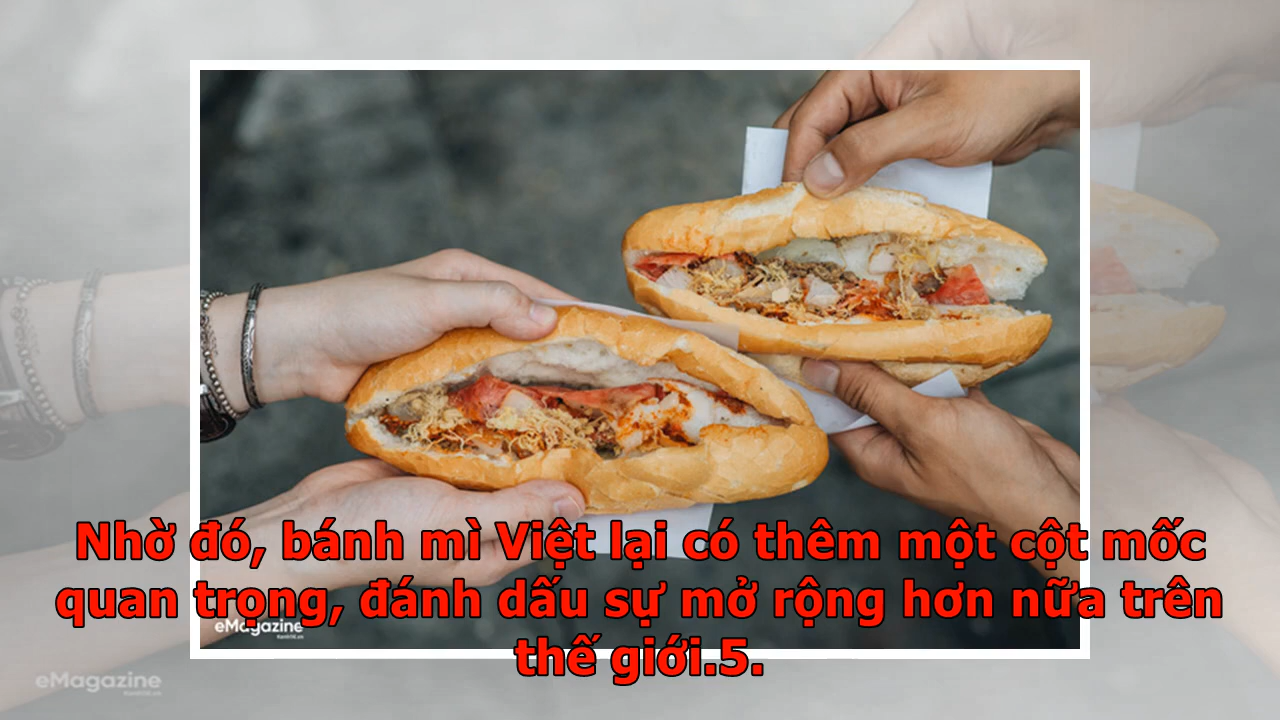 Nhờ đó, bánh mì Việt lại có thêm một cột mốc
quan trọng, đánh dấu sự mở rộng hơn nữa trên
eMagazine
thế giới.5.
eMagazine